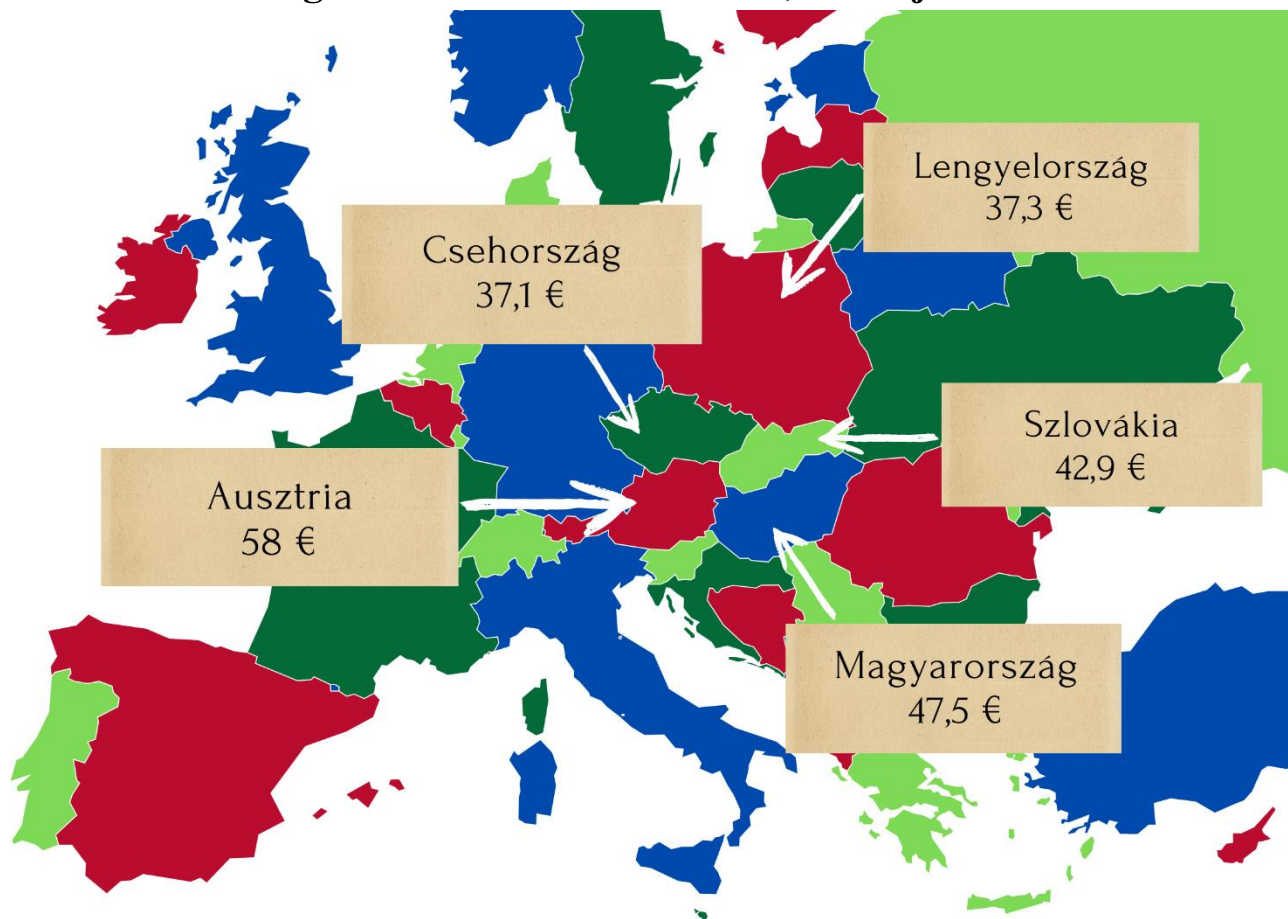 Lengyelország
37,3 €
Csehország
37,1 €
Szlovákia
42,9 €
Ausztria
58 €
Magyarország
47,5 €